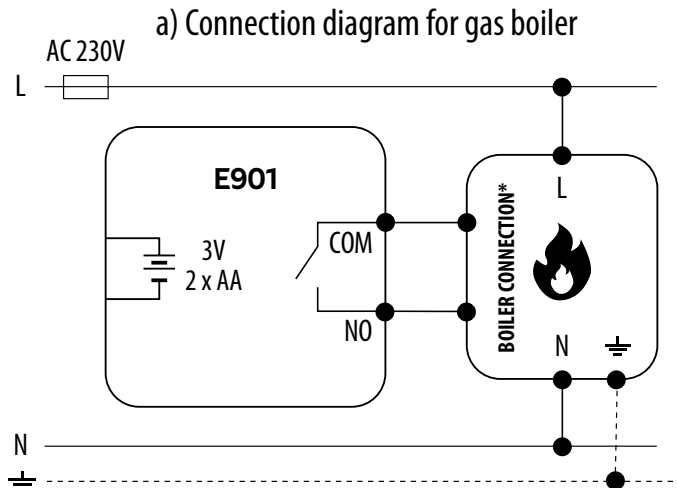 a) Connection diagram for gas boiler
AC 230V
L
E901
3V
2 x AA
COM
NO
BOILER CONNECTION*
L
N
N